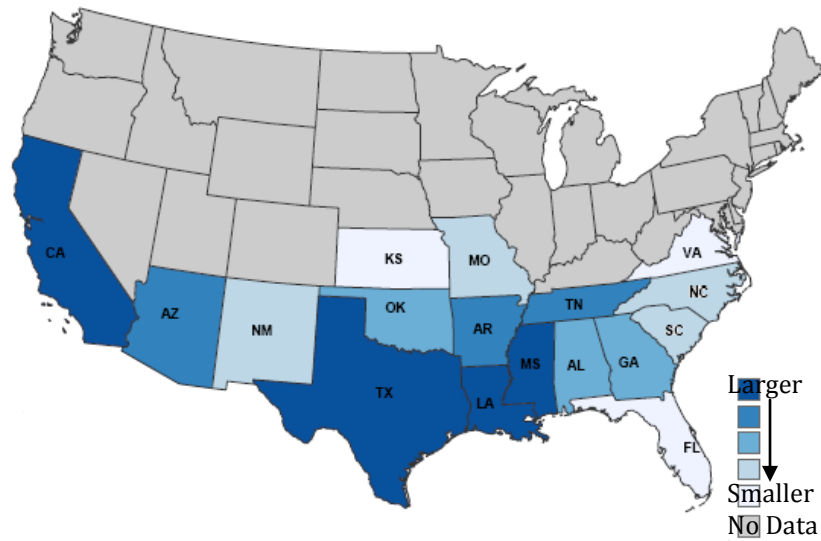 CA
KS
MO
VA
AZ
NM
OK
AR
TN
NC
SC
TX
LA
MS
AL
GA
FL
Larger
Smaller
No Data